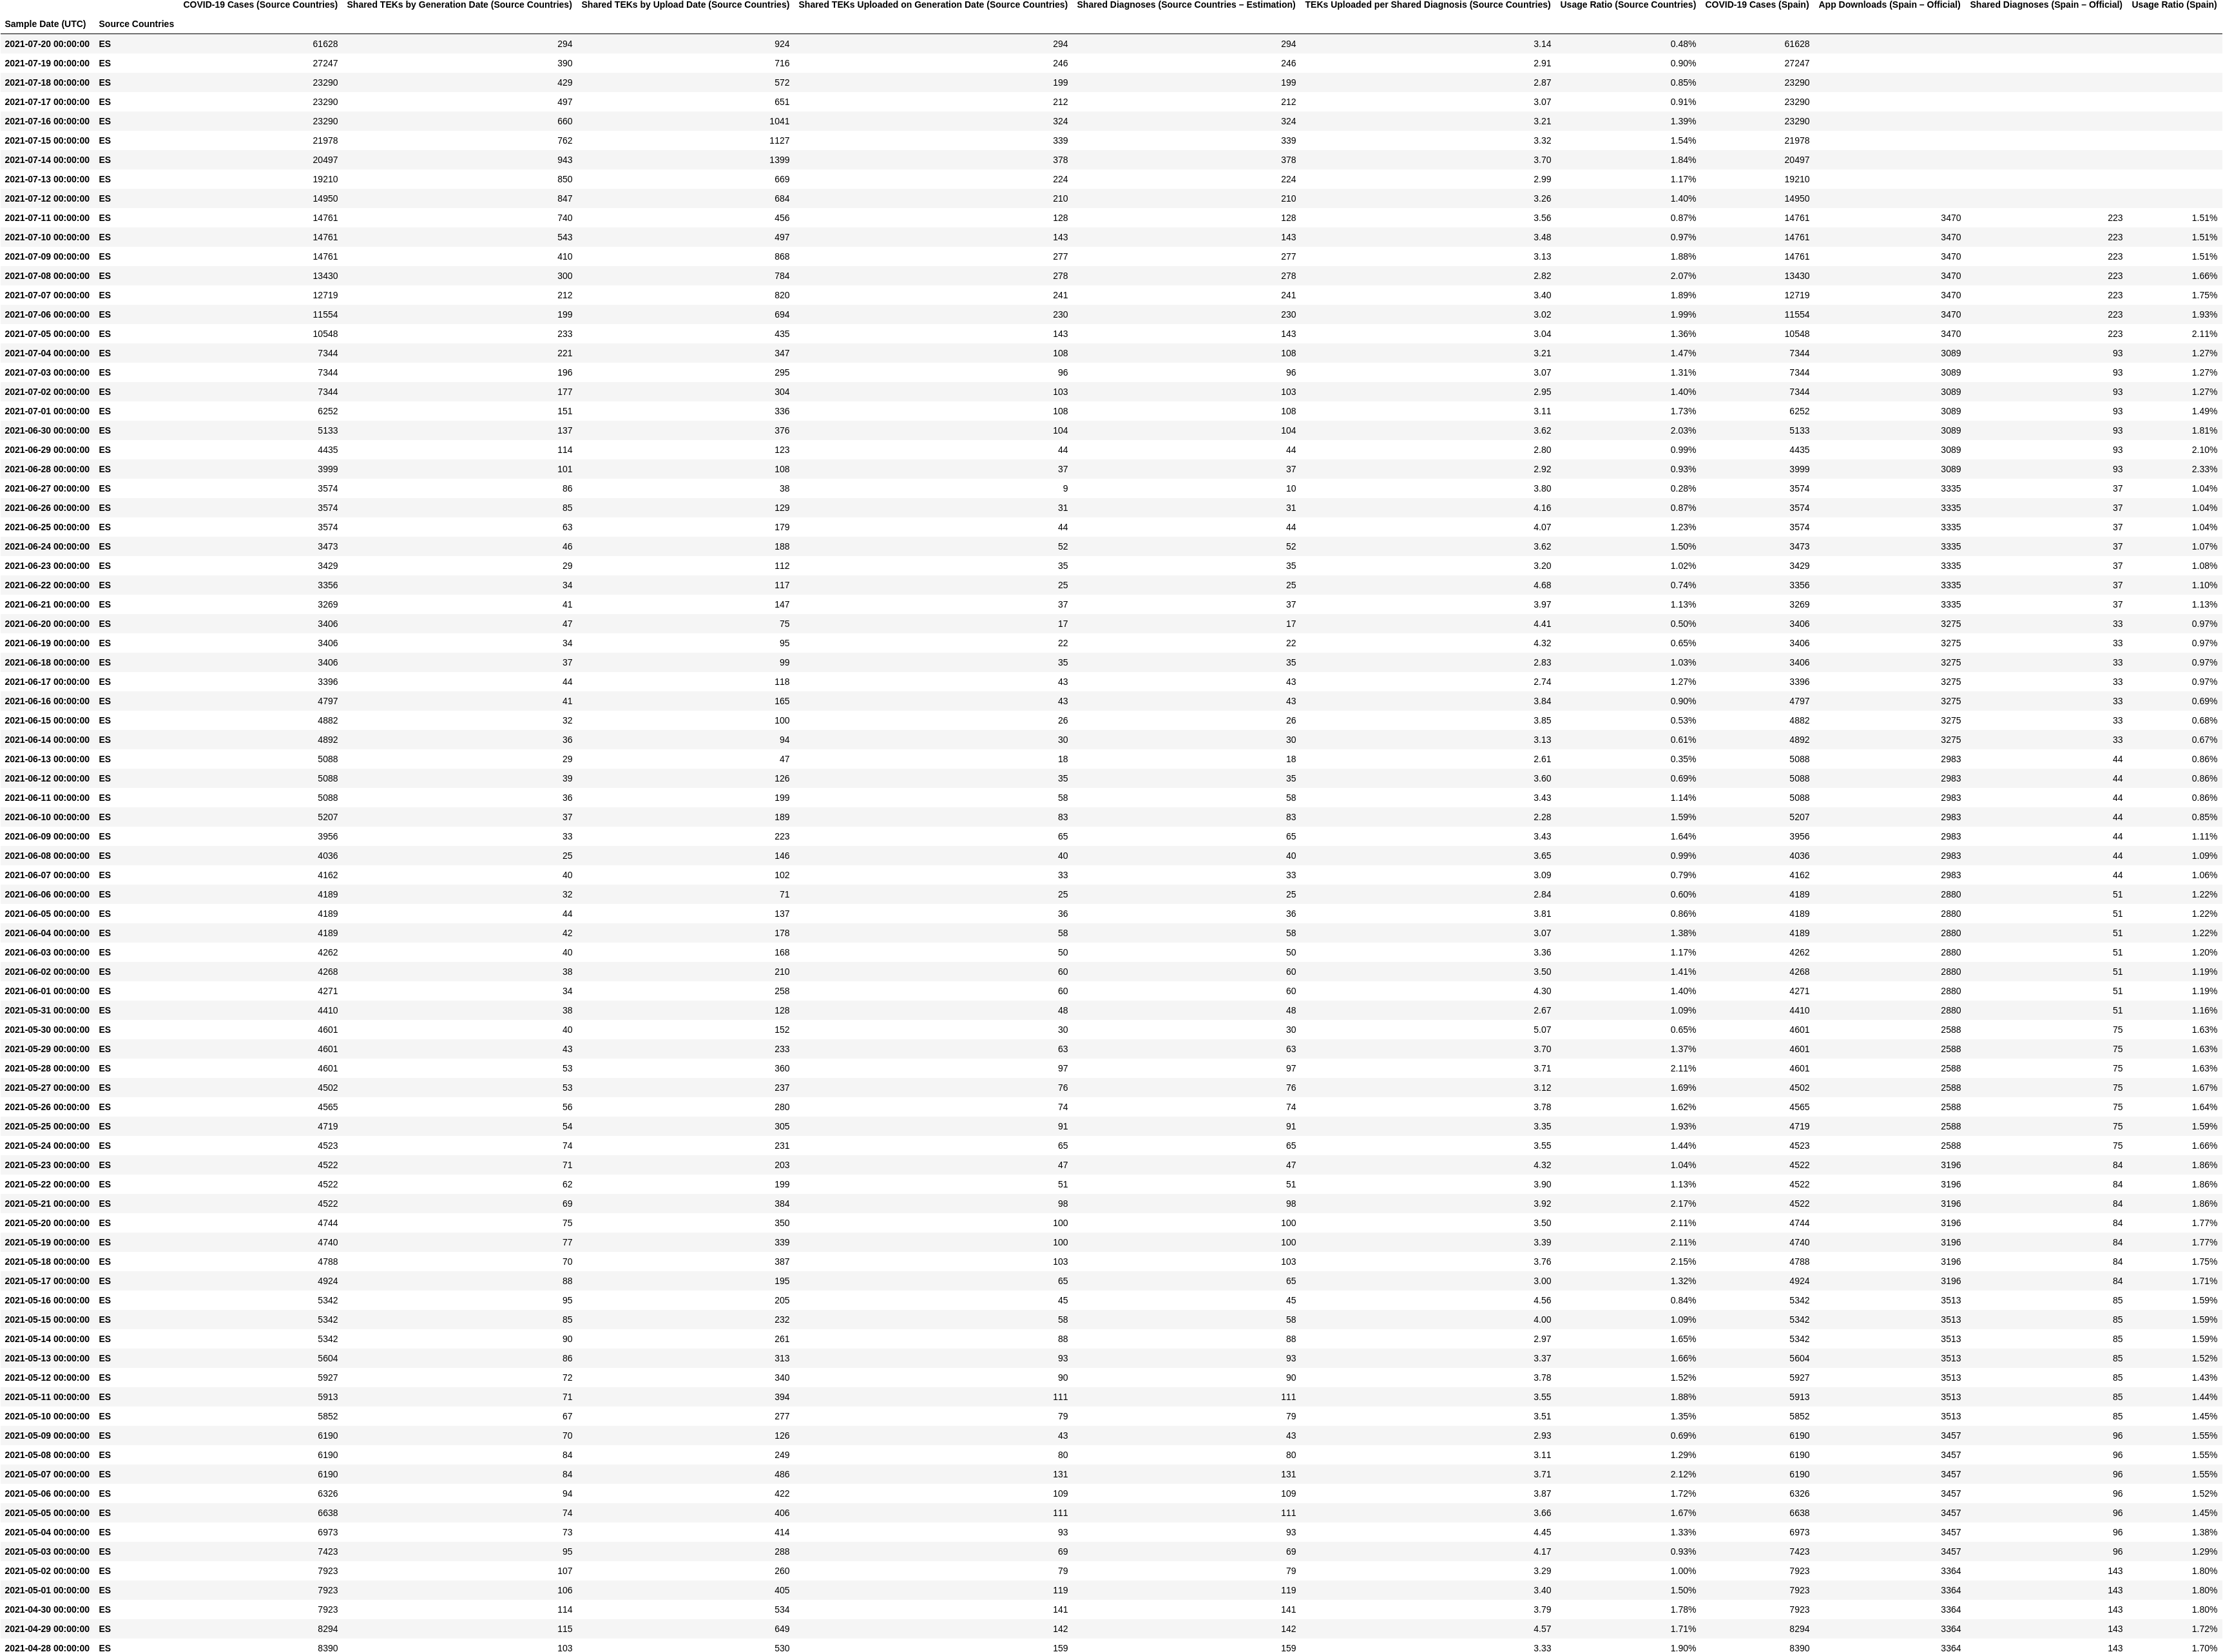 COVID-19 Cases (Source Countries) Shared TEKs by Generation Date (Source Countries) Shared TEKs by Upload Date (Source Countries) Shared TEKs Uploaded on Generation Date (Source Countries) Shared Diagnoses (Source Countries – Estimation) TEKs Uploaded per Shared Diagnosis (Source Countries) Usage Ratio (Source Countries) COVID-19 Cases (Spain) App Downloads (Spain – Official) Shared Diagnoses (Spain – Official) Usage Ratio (Spain)
Sample Date (UTC) Source Countries
2021-07-20 00:00:00 ES 61628 294 924 294 294 3.14 0.48% 61628
2021-07-19 00:00:00 ES 27247 390 716 246 246 2.91 0.90% 27247
2021-07-18 00:00:00 ES 23290 429 572 199 199 2.87 0.85% 23290
2021-07-17 00:00:00 ES 23290 497 651 212 212 3.07 0.91% 23290
2021-07-16 00:00:00 ES 23290 660 1041 324 324 3.21 1.39% 23290
2021-07-15 00:00:00 ES 21978 762 1127 339 339 3.32 1.54% 21978
2021-07-14 00:00:00 ES 20497 943 1399 378 378 3.70 1.84% 20497
2021-07-13 00:00:00 ES 19210 850 669 224 224 2.99 1.17% 19210
2021-07-12 00:00:00 ES 14950 847 684 210 210 3.26 1.40% 14950
2021-07-11 00:00:00 ES 14761 740 456 128 128 3.56 0.87% 14761 3470 223 1.51%
2021-07-10 00:00:00 ES 14761 543 497 143 143 3.48 0.97% 14761 3470 223 1.51%
2021-07-09 00:00:00 ES 14761 410 868 277 277 3.13 1.88% 14761 3470 223 1.51%
2021-07-08 00:00:00 ES 13430 300 784 278 278 2.82 2.07% 13430 3470 223 1.66%
2021-07-07 00:00:00 ES 12719 212 820 241 241 3.40 1.89% 12719 3470 223 1.75%
2021-07-06 00:00:00 ES 11554 199 694 230 230 3.02 1.99% 11554 3470 223 1.93%
2021-07-05 00:00:00 ES 10548 233 435 143 143 3.04 1.36% 10548 3470 223 2.11%
2021-07-04 00:00:00 ES 7344 221 347 108 108 3.21 1.47% 7344 3089 93 1.27%
2021-07-03 00:00:00 ES 7344 196 295 96 96 3.07 1.31% 7344 3089 93 1.27%
2021-07-02 00:00:00 ES 7344 177 304 103 103 2.95 1.40% 7344 3089 93 1.27%
2021-07-01 00:00:00 ES 6252 151 336 108 108 3.11 1.73% 6252 3089 93 1.49%
2021-06-30 00:00:00 ES 5133 137 376 104 104 3.62 2.03% 5133 3089 93 1.81%
2021-06-29 00:00:00 ES 4435 114 123 44 44 2.80 0.99% 4435 3089 93 2.10%
2021-06-28 00:00:00 ES 3999 101 108 37 37 2.92 0.93% 3999 3089 93 2.33%
2021-06-27 00:00:00 ES 3574 86 38 9 10 3.80 0.28% 3574 3335 37 1.04%
2021-06-26 00:00:00 ES 3574 85 129 31 31 4.16 0.87% 3574 3335 37 1.04%
2021-06-25 00:00:00 ES 3574 63 179 44 44 4.07 1.23% 3574 3335 37 1.04%
2021-06-24 00:00:00 ES 3473 46 188 52 52 3.62 1.50% 3473 3335 37 1.07%
2021-06-23 00:00:00 ES 3429 29 112 35 35 3.20 1.02% 3429 3335 37 1.08%
2021-06-22 00:00:00 ES 3356 34 117 25 25 4.68 0.74% 3356 3335 37 1.10%
2021-06-21 00:00:00 ES 3269 41 147 37 37 3.97 1.13% 3269 3335 37 1.13%
2021-06-20 00:00:00 ES 3406 47 75 17 17 4.41 0.50% 3406 3275 33 0.97%
2021-06-19 00:00:00 ES 3406 34 95 22 22 4.32 0.65% 3406 3275 33 0.97%
2021-06-18 00:00:00 ES 3406 37 99 35 35 2.83 1.03% 3406 3275 33 0.97%
2021-06-17 00:00:00 ES 3396 44 118 43 43 2.74 1.27% 3396 3275 33 0.97%
2021-06-16 00:00:00 ES 4797 41 165 43 43 3.84 0.90% 4797 3275 33 0.69%
2021-06-15 00:00:00 ES 4882 32 100 26 26 3.85 0.53% 4882 3275 33 0.68%
2021-06-14 00:00:00 ES 4892 36 94 30 30 3.13 0.61% 4892 3275 33 0.67%
2021-06-13 00:00:00 ES 5088 29 47 18 18 2.61 0.35% 5088 2983 44 0.86%
2021-06-12 00:00:00 ES 5088 39 126 35 35 3.60 0.69% 5088 2983 44 0.86%
2021-06-11 00:00:00 ES 5088 36 199 58 58 3.43 1.14% 5088 2983 44 0.86%
2021-06-10 00:00:00 ES 5207 37 189 83 83 2.28 1.59% 5207 2983 44 0.85%
2021-06-09 00:00:00 ES 3956 33 223 65 65 3.43 1.64% 3956 2983 44 1.11%
2021-06-08 00:00:00 ES 4036 25 146 40 40 3.65 0.99% 4036 2983 44 1.09%
2021-06-07 00:00:00 ES 4162 40 102 33 33 3.09 0.79% 4162 2983 44 1.06%
2021-06-06 00:00:00 ES 4189 32 71 25 25 2.84 0.60% 4189 2880 51 1.22%
2021-06-05 00:00:00 ES 4189 44 137 36 36 3.81 0.86% 4189 2880 51 1.22%
2021-06-04 00:00:00 ES 4189 42 178 58 58 3.07 1.38% 4189 2880 51 1.22%
2021-06-03 00:00:00 ES 4262 40 168 50 50 3.36 1.17% 4262 2880 51 1.20%
2021-06-02 00:00:00 ES 4268 38 210 60 60 3.50 1.41% 4268 2880 51 1.19%
2021-06-01 00:00:00 ES 4271 34 258 60 60 4.30 1.40% 4271 2880 51 1.19%
2021-05-31 00:00:00 ES 4410 38 128 48 48 2.67 1.09% 4410 2880 51 1.16%
2021-05-30 00:00:00 ES 4601 40 152 30 30 5.07 0.65% 4601 2588 75 1.63%
2021-05-29 00:00:00 ES 4601 43 233 63 63 3.70 1.37% 4601 2588 75 1.63%
2021-05-28 00:00:00 ES 4601 53 360 97 97 3.71 2.11% 4601 2588 75 1.63%
2021-05-27 00:00:00 ES 4502 53 237 76 76 3.12 1.69% 4502 2588 75 1.67%
2021-05-26 00:00:00 ES 4565 56 280 74 74 3.78 1.62% 4565 2588 75 1.64%
2021-05-25 00:00:00 ES 4719 54 305 91 91 3.35 1.93% 4719 2588 75 1.59%
2021-05-24 00:00:00 ES 4523 74 231 65 65 3.55 1.44% 4523 2588 75 1.66%
2021-05-23 00:00:00 ES 4522 71 203 47 47 4.32 1.04% 4522 3196 84 1.86%
2021-05-22 00:00:00 ES 4522 62 199 51 51 3.90 1.13% 4522 3196 84 1.86%
2021-05-21 00:00:00 ES 4522 69 384 98 98 3.92 2.17% 4522 3196 84 1.86%
2021-05-20 00:00:00 ES 4744 75 350 100 100 3.50 2.11% 4744 3196 84 1.77%
2021-05-19 00:00:00 ES 4740 77 339 100 100 3.39 2.11% 4740 3196 84 1.77%
2021-05-18 00:00:00 ES 4788 70 387 103 103 3.76 2.15% 4788 3196 84 1.75%
2021-05-17 00:00:00 ES 4924 88 195 65 65 3.00 1.32% 4924 3196 84 1.71%
2021-05-16 00:00:00 ES 5342 95 205 45 45 4.56 0.84% 5342 3513 85 1.59%
2021-05-15 00:00:00 ES 5342 85 232 58 58 4.00 1.09% 5342 3513 85 1.59%
2021-05-14 00:00:00 ES 5342 90 261 88 88 2.97 1.65% 5342 3513 85 1.59%
2021-05-13 00:00:00 ES 5604 86 313 93 93 3.37 1.66% 5604 3513 85 1.52%
2021-05-12 00:00:00 ES 5927 72 340 90 90 3.78 1.52% 5927 3513 85 1.43%
2021-05-11 00:00:00 ES 5913 71 394 111 111 3.55 1.88% 5913 3513 85 1.44%
2021-05-10 00:00:00 ES 5852 67 277 79 79 3.51 1.35% 5852 3513 85 1.45%
2021-05-09 00:00:00 ES 6190 70 126 43 43 2.93 0.69% 6190 3457 96 1.55%
2021-05-08 00:00:00 ES 6190 84 249 80 80 3.11 1.29% 6190 3457 96 1.55%
2021-05-07 00:00:00 ES 6190 84 486 131 131 3.71 2.12% 6190 3457 96 1.55%
2021-05-06 00:00:00 ES 6326 94 422 109 109 3.87 1.72% 6326 3457 96 1.52%
2021-05-05 00:00:00 ES 6638 74 406 111 111 3.66 1.67% 6638 3457 96 1.45%
2021-05-04 00:00:00 ES 6973 73 414 93 93 4.45 1.33% 6973 3457 96 1.38%
2021-05-03 00:00:00 ES 7423 95 288 69 69 4.17 0.93% 7423 3457 96 1.29%
2021-05-02 00:00:00 ES 7923 107 260 79 79 3.29 1.00% 7923 3364 143 1.80%
2021-05-01 00:00:00 ES 7923 106 405 119 119 3.40 1.50% 7923 3364 143 1.80%
2021-04-30 00:00:00 ES 7923 114 534 141 141 3.79 1.78% 7923 3364 143 1.80%
2021-04-29 00:00:00 ES 8294 115 649 142 142 4.57 1.71% 8294 3364 143 1.72%
2021-04-28 00:00:00 ES 8390 103 530 159 159 3.33 1.90% 8390 3364 143 1.70%